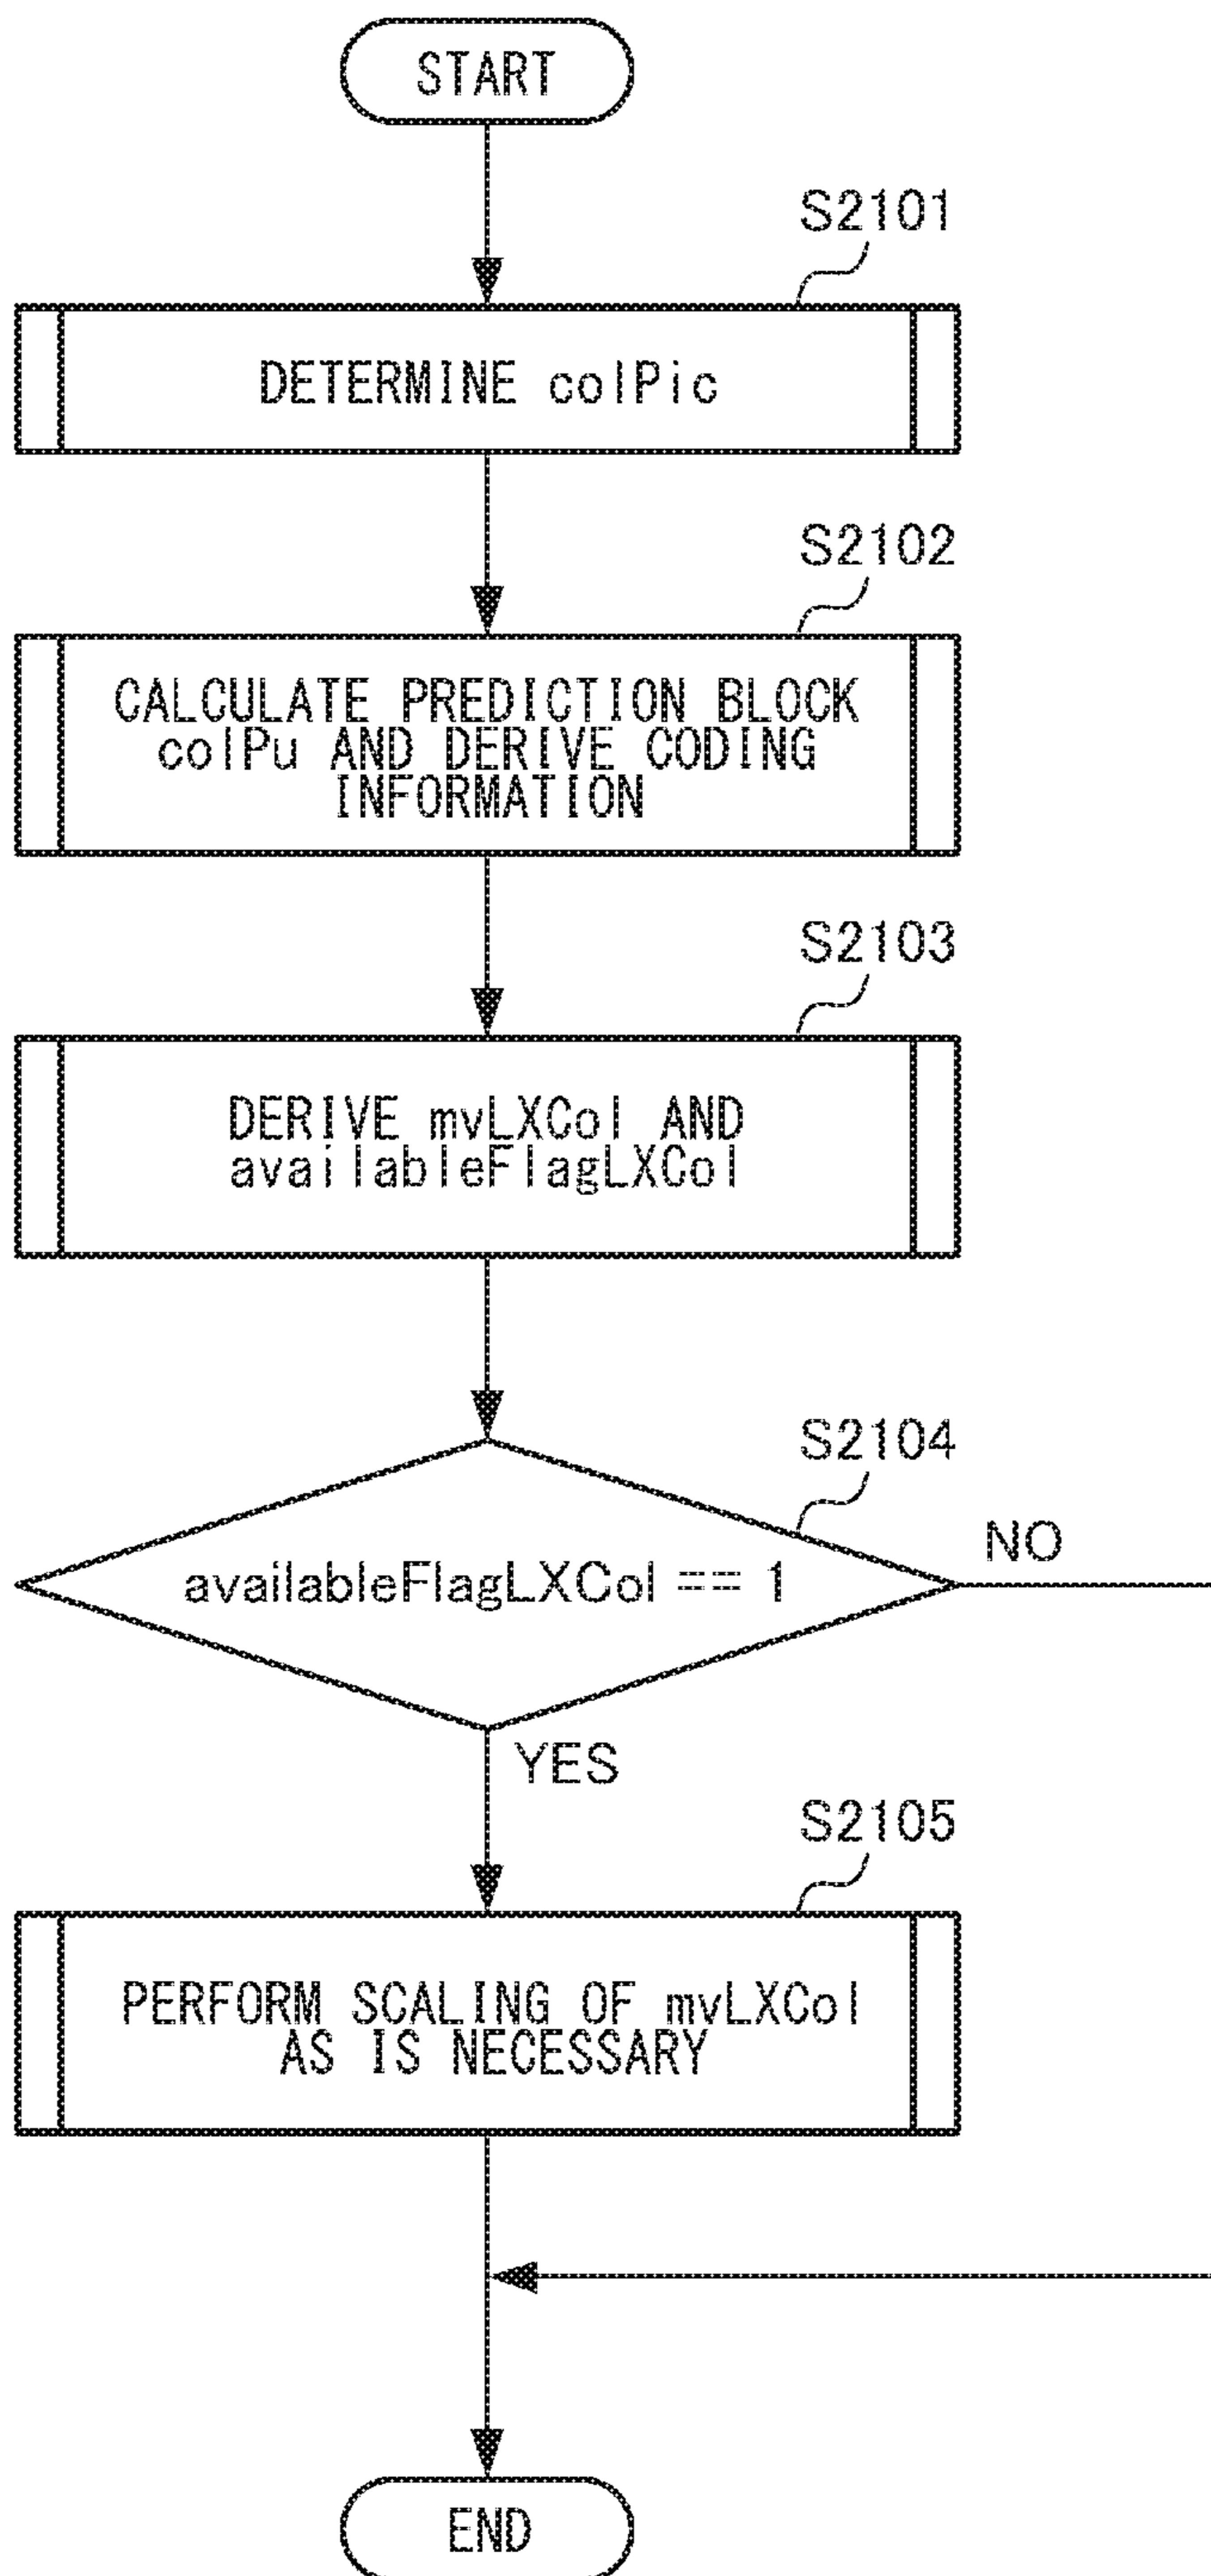 START
S2101
DETERMINE colPic
S2102
CALCULATE PREDICTION BLOCK
colPu AND DERIVE CODING
INFORMATION
S2103
DERIVE mvLXCol AND
availableFlagLXCol
S2104
availableFlagLXCol == 1
NO
YES
S2105
PERFORM SCALING OF mvLXCol
AS IS NECESSARY
END